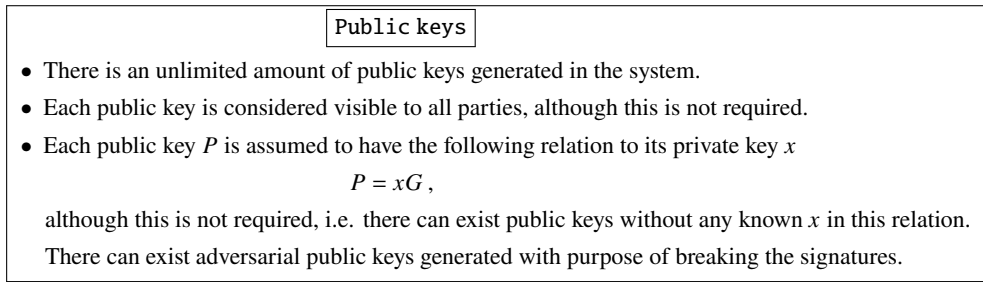 Public keys
• There is an unlimited amount of public keys generated in the system.
• Each public key is considered visible to all parties, although this is not required.
• Each public key P is assumed to have the following relation to its private key x
P = xG ,
although this is not required, i.e. there can exist public keys without any known x in this relation.
There can exist adversarial public keys generated with purpose of breaking the signatures.